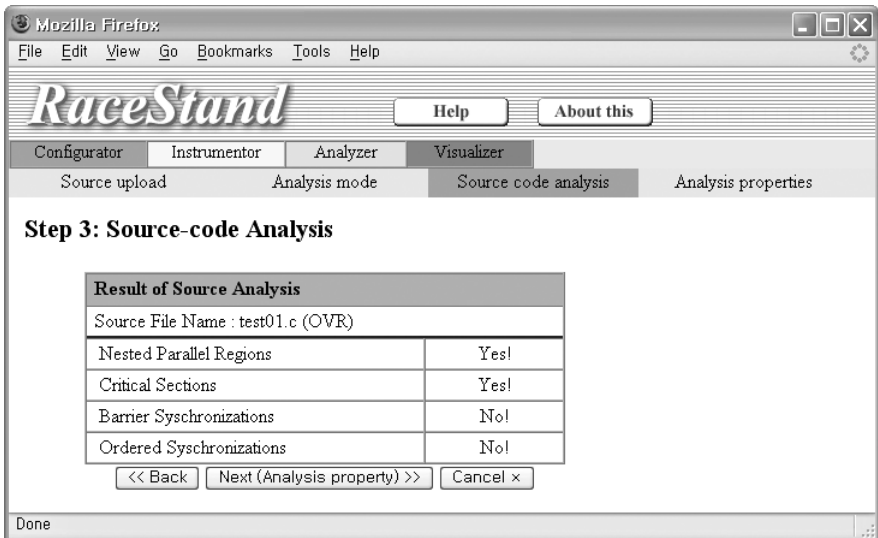 Mozilla Firefox
File Edit View Go Bookmarks Tools Help
RaceStand
Help About this
Configurator Instrumentor Analyzer Visualizer
Source upload Analysis mode Source code analysis Analysis properties
Step 3: Source-code Analysis
Result of Source Analysis
Source File Name : test01.c (OVR)
Nested Parallel Regions Yes!
Critical Sections Yes!
Barrier Syschronizations No!
Ordered Syschronizations No!
<< Back Next (Analysis property) >> Cancel ×
Done